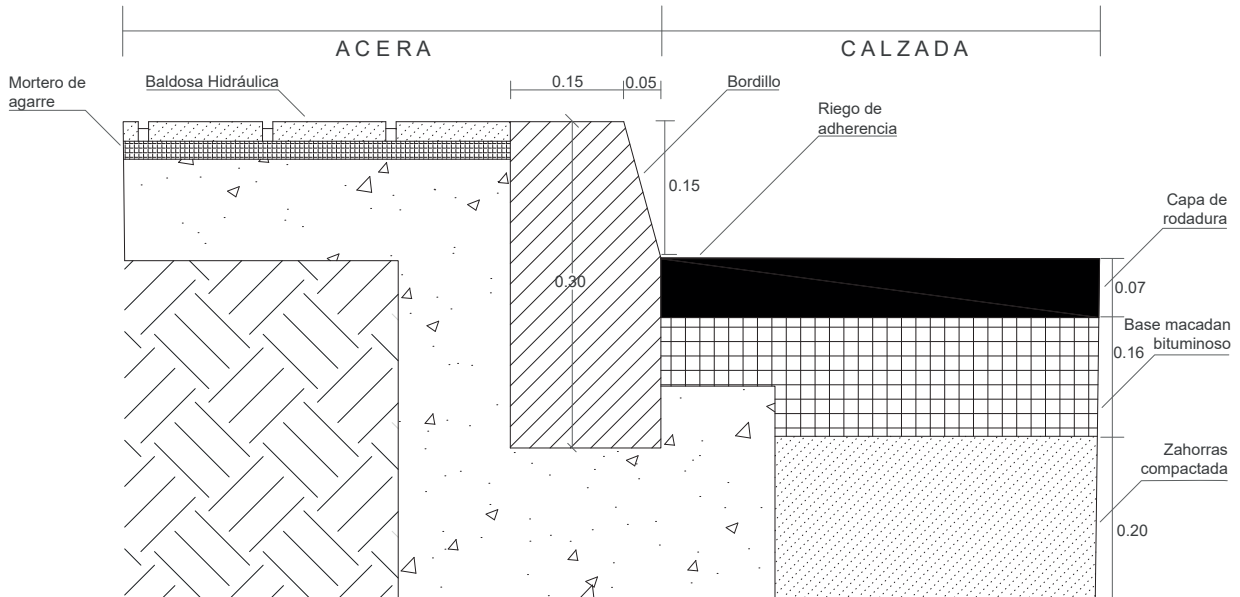 ACERA
CALZADA
Mortero de
agarre
Baldosa Hidráulica
0.15
0.05
Bordillo
Riego de
adherencia
0.15
Capa de
rodadura
0.30
0.07
Base macadan
bituminoso
0.16
Zahorras
compactada
0.20